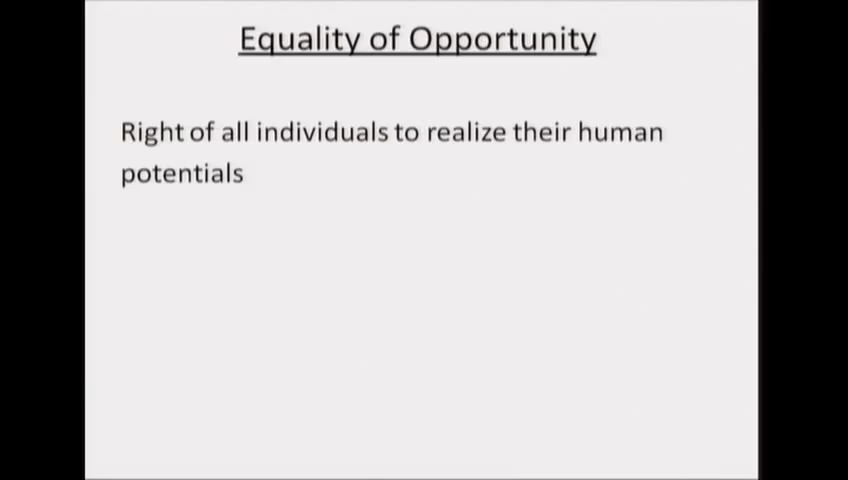 Equality of Opportunity
Right of all individuals to realize their human
potentials